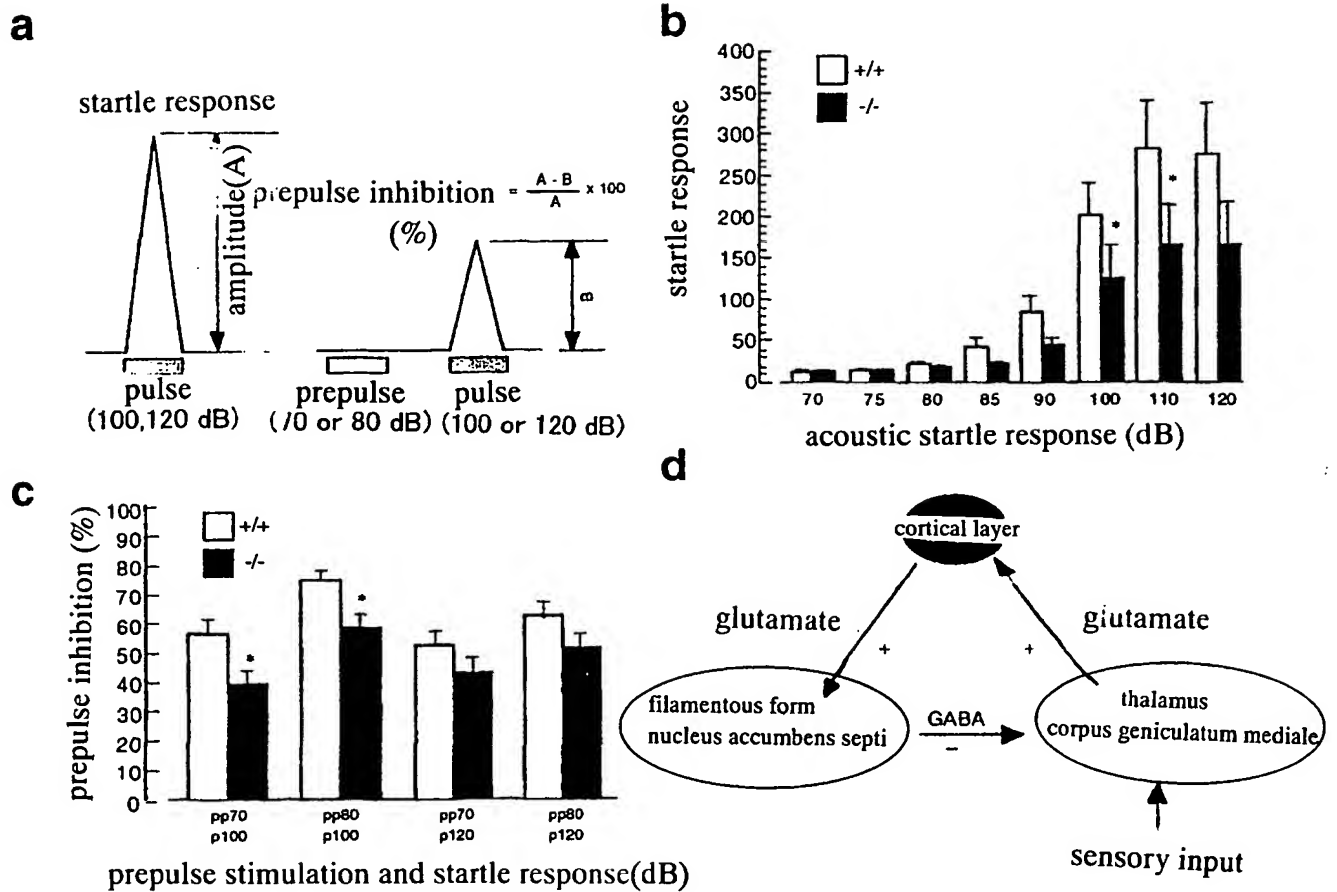 a
startle response
amplitude(A)
prepulse inhibition = A - B / A x 100
(%)
B
pulse
(100,120 dB)
prepulse
(70 or 80 dB)
pulse
(100 or 120 dB)
b
startle response
400
350
300
250
200
150
100
50
0
+/+
-/-
*
*
70 75 80 85 90 100 110 120
acoustic startle response (dB)
c
prepulse inhibition (%)
100
90
80
70
60
50
40
30
20
10
0
+/+
-/-
*
*
pp70 pp80 pp70 pp80
p100 p100 p120 p120
prepulse stimulation and startle response(dB)
d
cortical layer
glutamate
+
glutamate
+
filamentous form
nucleus accumbens septi
GABA
–
thalamus
corpus geniculatum mediale
sensory input